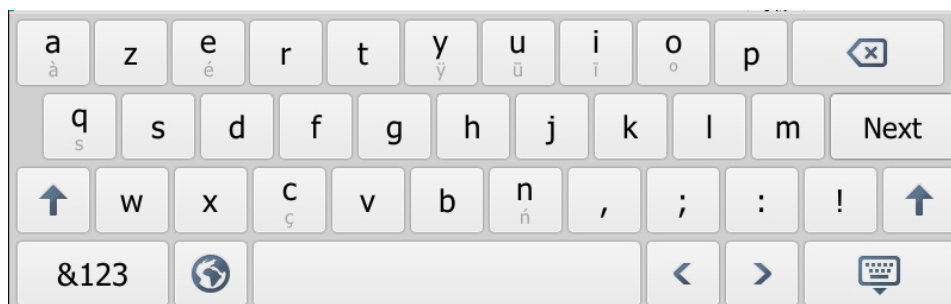 a à z e é r t y ÿ u ū i ī o º p
q s s d f g h j k l m Next
w x c ç v b n ń , ; : !
&123 < >